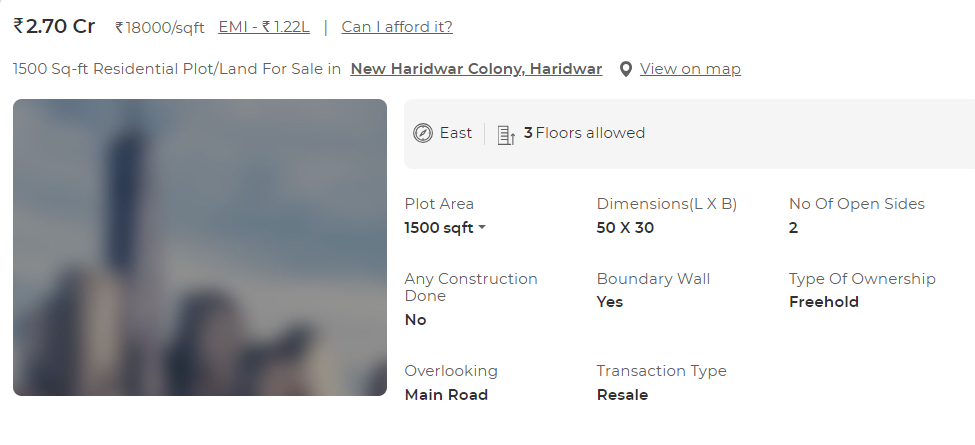 ₹2.70 Cr ₹18000/sqft EMI - ₹1.22L | Can I afford it?
1500 Sq-ft Residential Plot/Land For Sale in New Haridwar Colony, Haridwar View on map
East 3 Floors allowed
Plot Area Dimensions(L X B) No Of Open Sides
1500 sqft 50 X 30 2
Any Construction Done Boundary Wall Type Of Ownership
No Yes Freehold
Overlooking Transaction Type
Main Road Resale